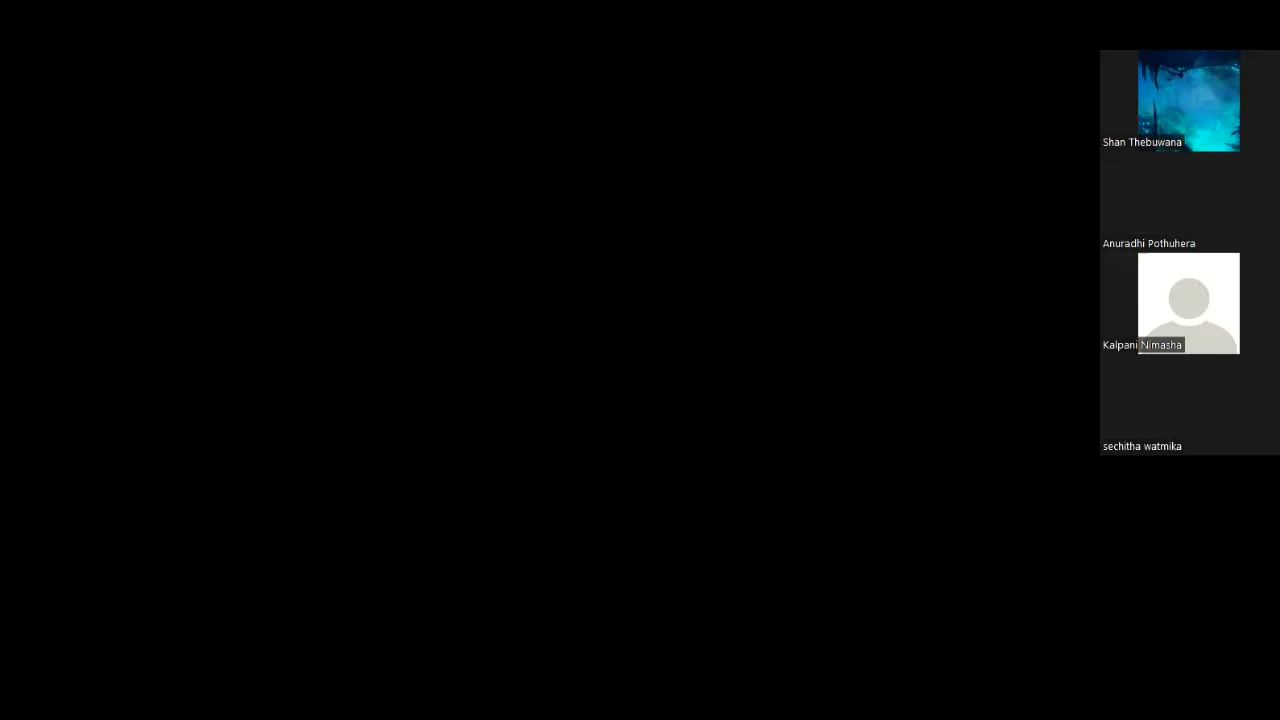 Shan Thebuwana
Anuradhi Pothuhera
Kalpani Nimasha
sechitha watmika